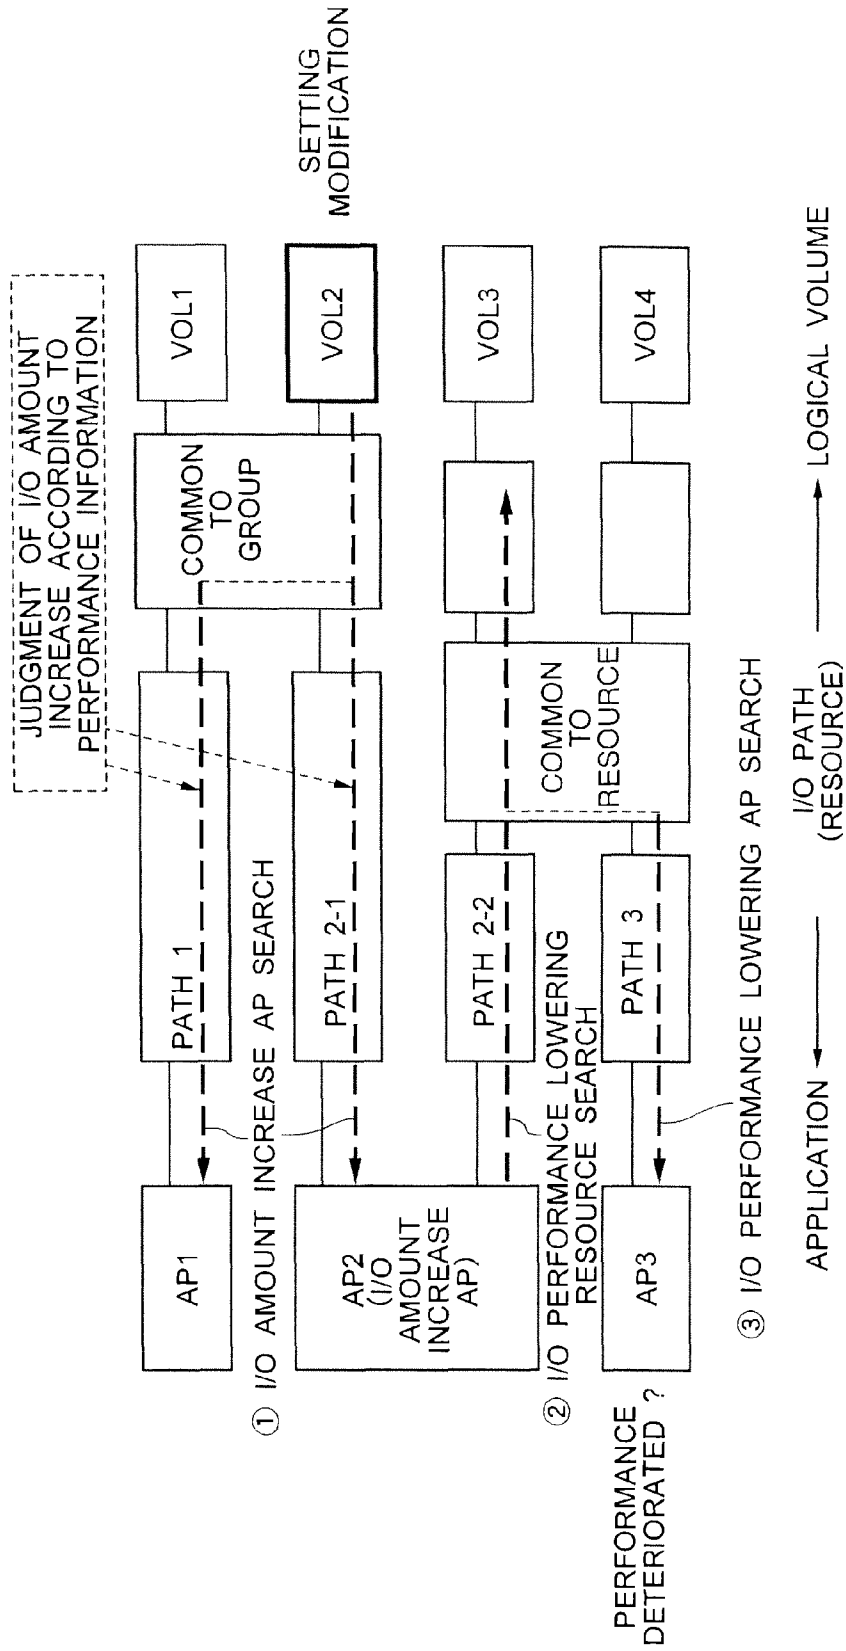 JUDGMENT OF I/O AMOUNT
INCREASE ACCORDING TO
PERFORMANCE INFORMATION
SETTING
MODIFICATION
AP1
PATH 1
COMMON
TO
GROUP
VOL1
① I/O AMOUNT INCREASE AP SEARCH
AP2
(I/O
AMOUNT
INCREASE
AP)
PATH 2-1
VOL2
PATH 2-2
COMMON
TO
RESOURCE
VOL3
② I/O PERFORMANCE LOWERING
RESOURCE SEARCH
PERFORMANCE
DETERIORATED ?
AP3
PATH 3
VOL4
③ I/O PERFORMANCE LOWERING AP SEARCH
APPLICATION
I/O PATH
(RESOURCE)
LOGICAL VOLUME